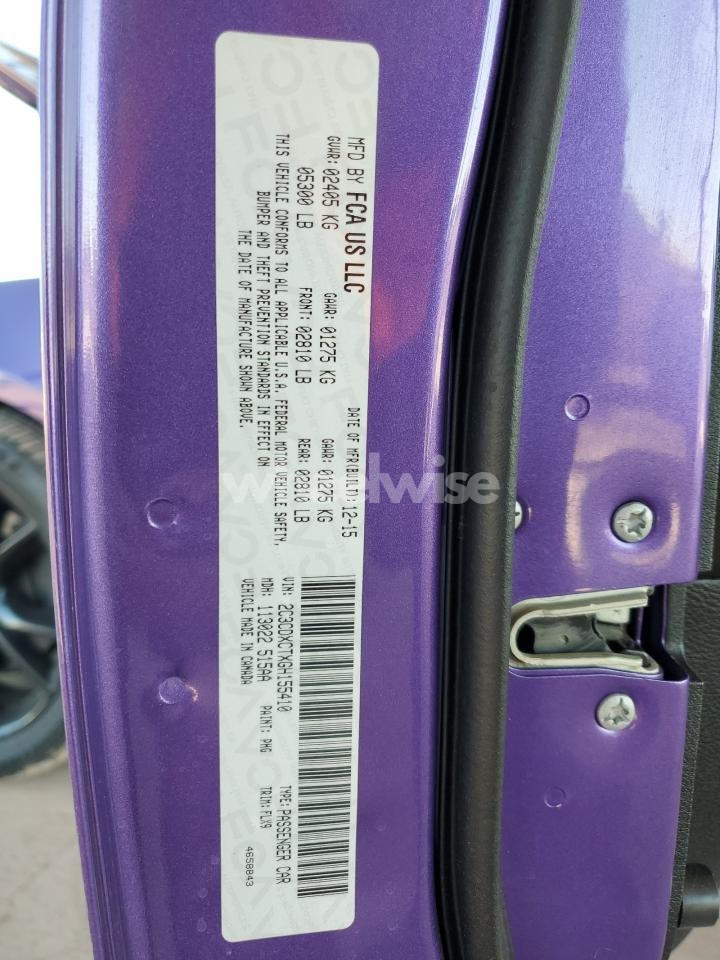 MFD BY FCA US LLC
DATE OF MFR(BUILT): 12-15
GVWR: 02405 KG GAWR: 01275 KG GAWR: 01275 KG
05300 LB FRONT: 02810 LB REAR: 02810 LB
THIS VEHICLE CONFORMS TO ALL APPLICABLE U.S.A. FEDERAL MOTOR VEHICLE SAFETY,
BUMPER AND THEFT PREVENTION STANDARDS IN EFFECT ON
THE DATE OF MANUFACTURE SHOWN ABOVE.
VIN: 2C3CDXCTXGH155410 TYPE: PASSENGER CAR
MDH: 113022 515AA PAINT: PHG TRIM: FLX9
VEHICLE MADE IN CANADA 4658843
wheelwise